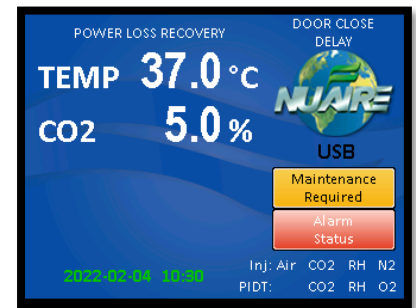 POWER LOSS RECOVERY
DOOR CLOSE
DELAY
TEMP 37.0 °C
CO2 5.0 %
NUAIRE
USB
Maintenance
Required
Alarm
Status
2022-02-04 10:30
Inj: Air CO2 RH N2
PIDT: CO2 RH O2